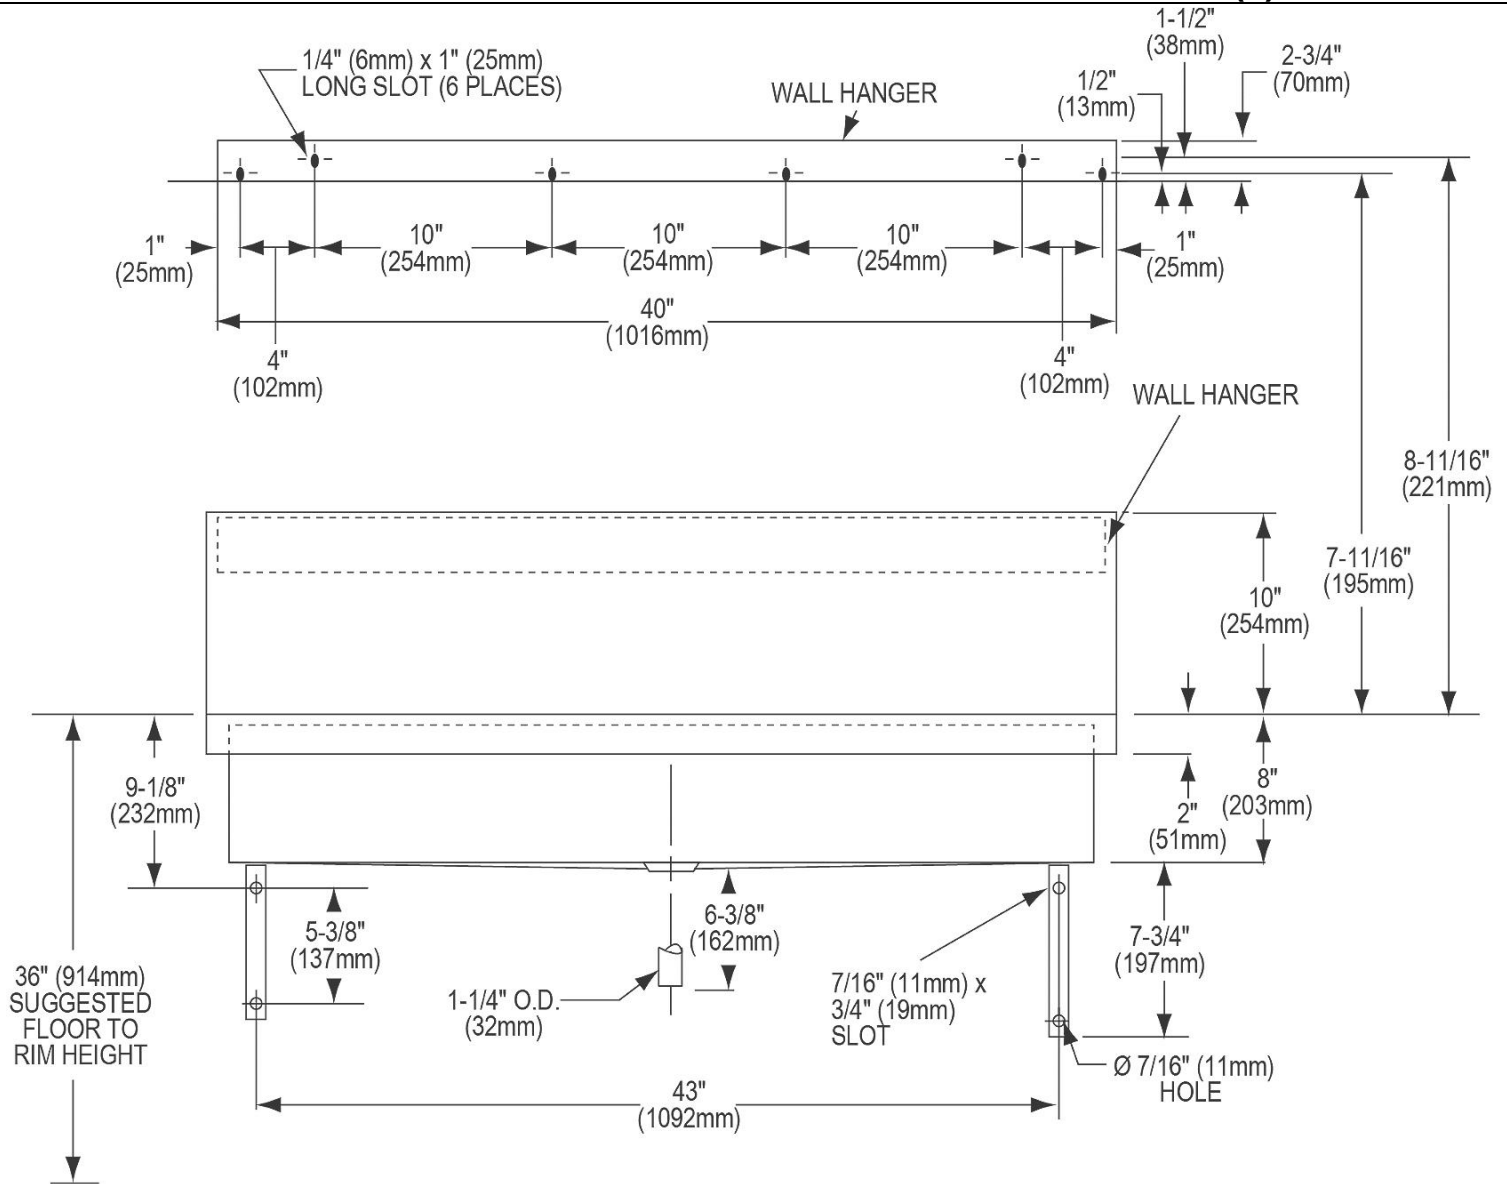 1-1/2"
(38mm)
2-3/4"
(70mm)
1/2"
(13mm)
1/4" (6mm) x 1" (25mm)
LONG SLOT (6 PLACES)
WALL HANGER
1"
(25mm)
10"
(254mm)
10"
(254mm)
10"
(254mm)
1"
(25mm)
40"
(1016mm)
4"
(102mm)
4"
(102mm)
WALL HANGER
8-11/16"
(221mm)
7-11/16"
(195mm)
10"
(254mm)
9-1/8"
(232mm)
8"
(203mm)
2"
(51mm)
5-3/8"
(137mm)
6-3/8"
(162mm)
7-3/4"
(197mm)
36" (914mm)
SUGGESTED
FLOOR TO
RIM HEIGHT
1-1/4" O.D.
(32mm)
7/16" (11mm) x
3/4" (19mm)
SLOT
Ø 7/16" (11mm)
HOLE
43"
(1092mm)